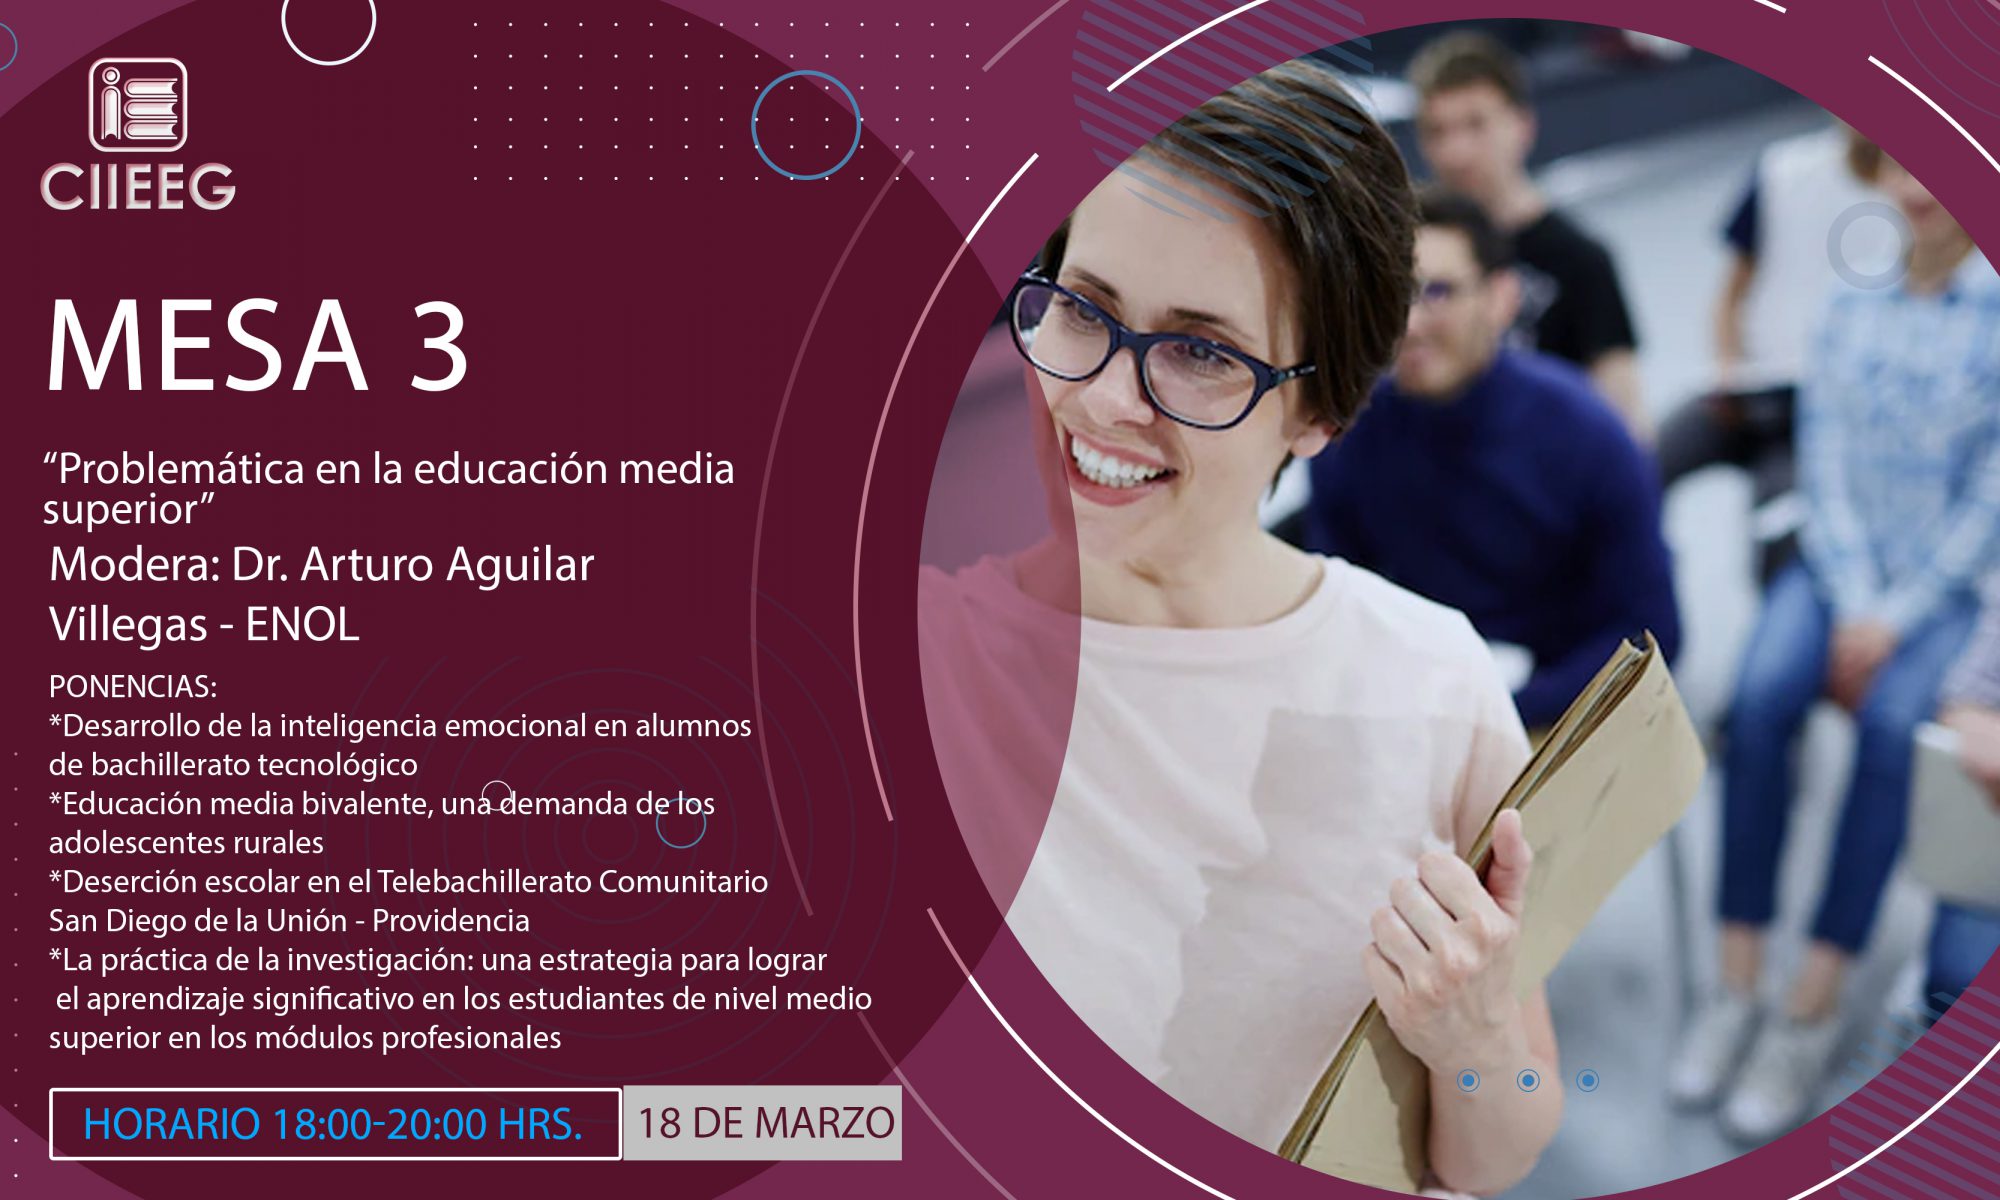 CIIEEG
MESA 3
“Problemática en la educación media
superior”
Modera: Dr. Arturo Aguilar
Villegas - ENOL
PONENCIAS:
*Desarrollo de la inteligencia emocional en alumnos
de bachillerato tecnológico
*Educación media bivalente, una demanda de los
adolescentes rurales
*Deserción escolar en el Telebachillerato Comunitario
San Diego de la Unión - Providencia
*La práctica de la investigación: una estrategia para lograr
el aprendizaje significativo en los estudiantes de nivel medio
superior en los módulos profesionales
HORARIO 18:00-20:00 HRS.
18 DE MARZO